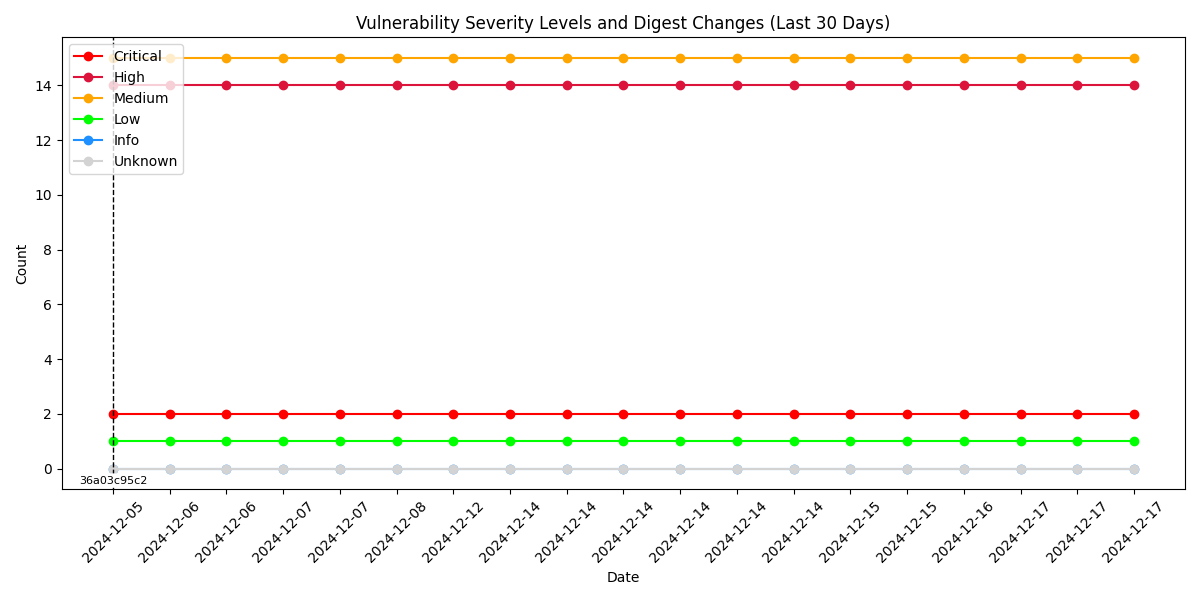 Vulnerability Severity Levels and Digest Changes (Last 30 Days)
Critical
High
Medium
Low
Info
Unknown
14
12
10
8
6
4
2
0
Count
36a03c95c2
2024-12-05
2024-12-06
2024-12-06
2024-12-07
2024-12-07
2024-12-08
2024-12-12
2024-12-14
2024-12-14
2024-12-14
2024-12-14
2024-12-14
2024-12-14
2024-12-15
2024-12-15
2024-12-16
2024-12-17
2024-12-17
2024-12-17
Date